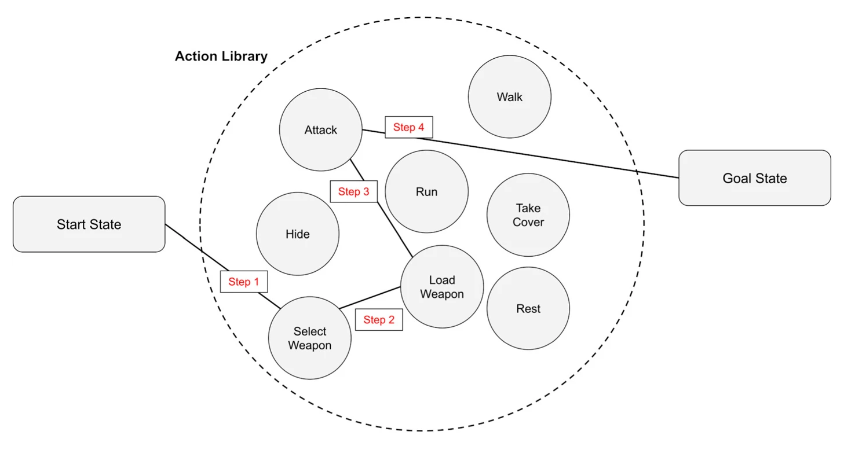 Action Library
Walk
Attack
Step 4
Run
Step 3
Goal State
Take
Cover
Start State
Hide
Load
Weapon
Step 1
Rest
Step 2
Select
Weapon